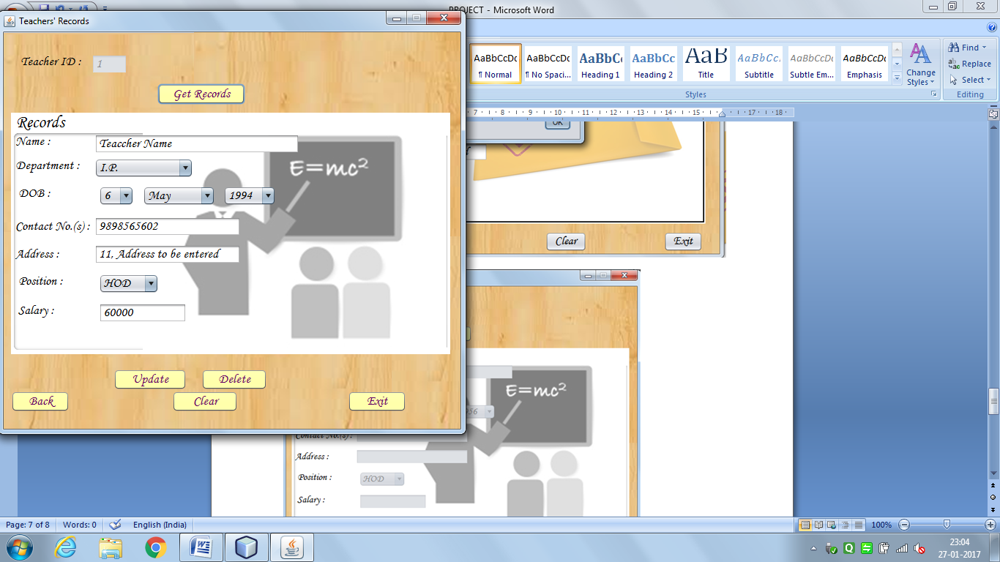 PROJECT - Microsoft Word
Teachers' Records
Teacher ID : 1
Get Records
Records
Name : Teaccher Name
Department : I.P.
DOB : 6 May 1994
Contact No.(s) : 9898565602
Address : 11, Address to be entered
Position : HOD
Salary : 60000
E=mc²
Update Delete
Back Clear Exit
AaBbCcDc AaBbCcDc AaBbCc AaBbCc AaB AaBbCc. AaBbCcDc AaBbCcDc
¶ Normal ¶ No Spaci... Heading 1 Heading 2 Title Subtitle Subtle Em... Emphasis
Change Styles
Styles
Find
Replace
Select
Editing
7 8 9 10 11 12 13 14 15 17 18
OK
Clear Exit
E=mc²
Contact No.(s) :
Address :
Position : HOD
Salary :
Page: 7 of 8 Words: 0 English (India) 100%
23:04
27-01-2017